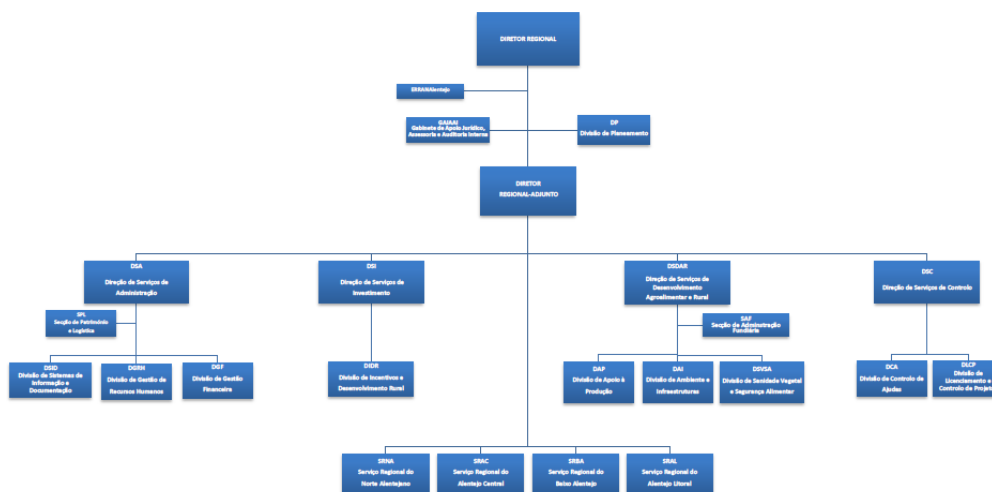 DIRETOR REGIONAL
ERRANAlentejo
GAJAAI
Gabinete de Apoio Jurídico,
Assessoria e Auditoria Interna
DP
Divisão de Planeamento
DIRETOR
REGIONAL-ADJUNTO
DSA
Direção de Serviços de
Administração
DSI
Direção de Serviços de
Investimento
DSDAR
Direção de Serviços de
Desenvolvimento
Agroalimentar e Rural
DSC
Direção de Serviços de Controlo
SPL
Secção de Património
e Logística
SAF
Secção de Administração
Fundiária
DSID
Divisão de Sistemas de
Informação e
Documentação
DGRH
Divisão de Gestão de
Recursos Humanos
DGF
Divisão de Gestão
Financeira
DIDR
Divisão de Incentivos e
Desenvolvimento Rural
DAP
Divisão de Apoio à
Produção
DAI
Divisão de Ambiente e
Infraestruturas
DSVSA
Divisão de Sanidade Vegetal
e Segurança Alimentar
DCA
Divisão de Controlo de
Ajudas
DLCP
Divisão de
Licenciamento e
Controlo de Projetos
SRNA
Serviço Regional do
Norte Alentejano
SRAC
Serviço Regional do
Alentejo Central
SRBA
Serviço Regional do
Baixo Alentejo
SRAL
Serviço Regional do
Alentejo Litoral